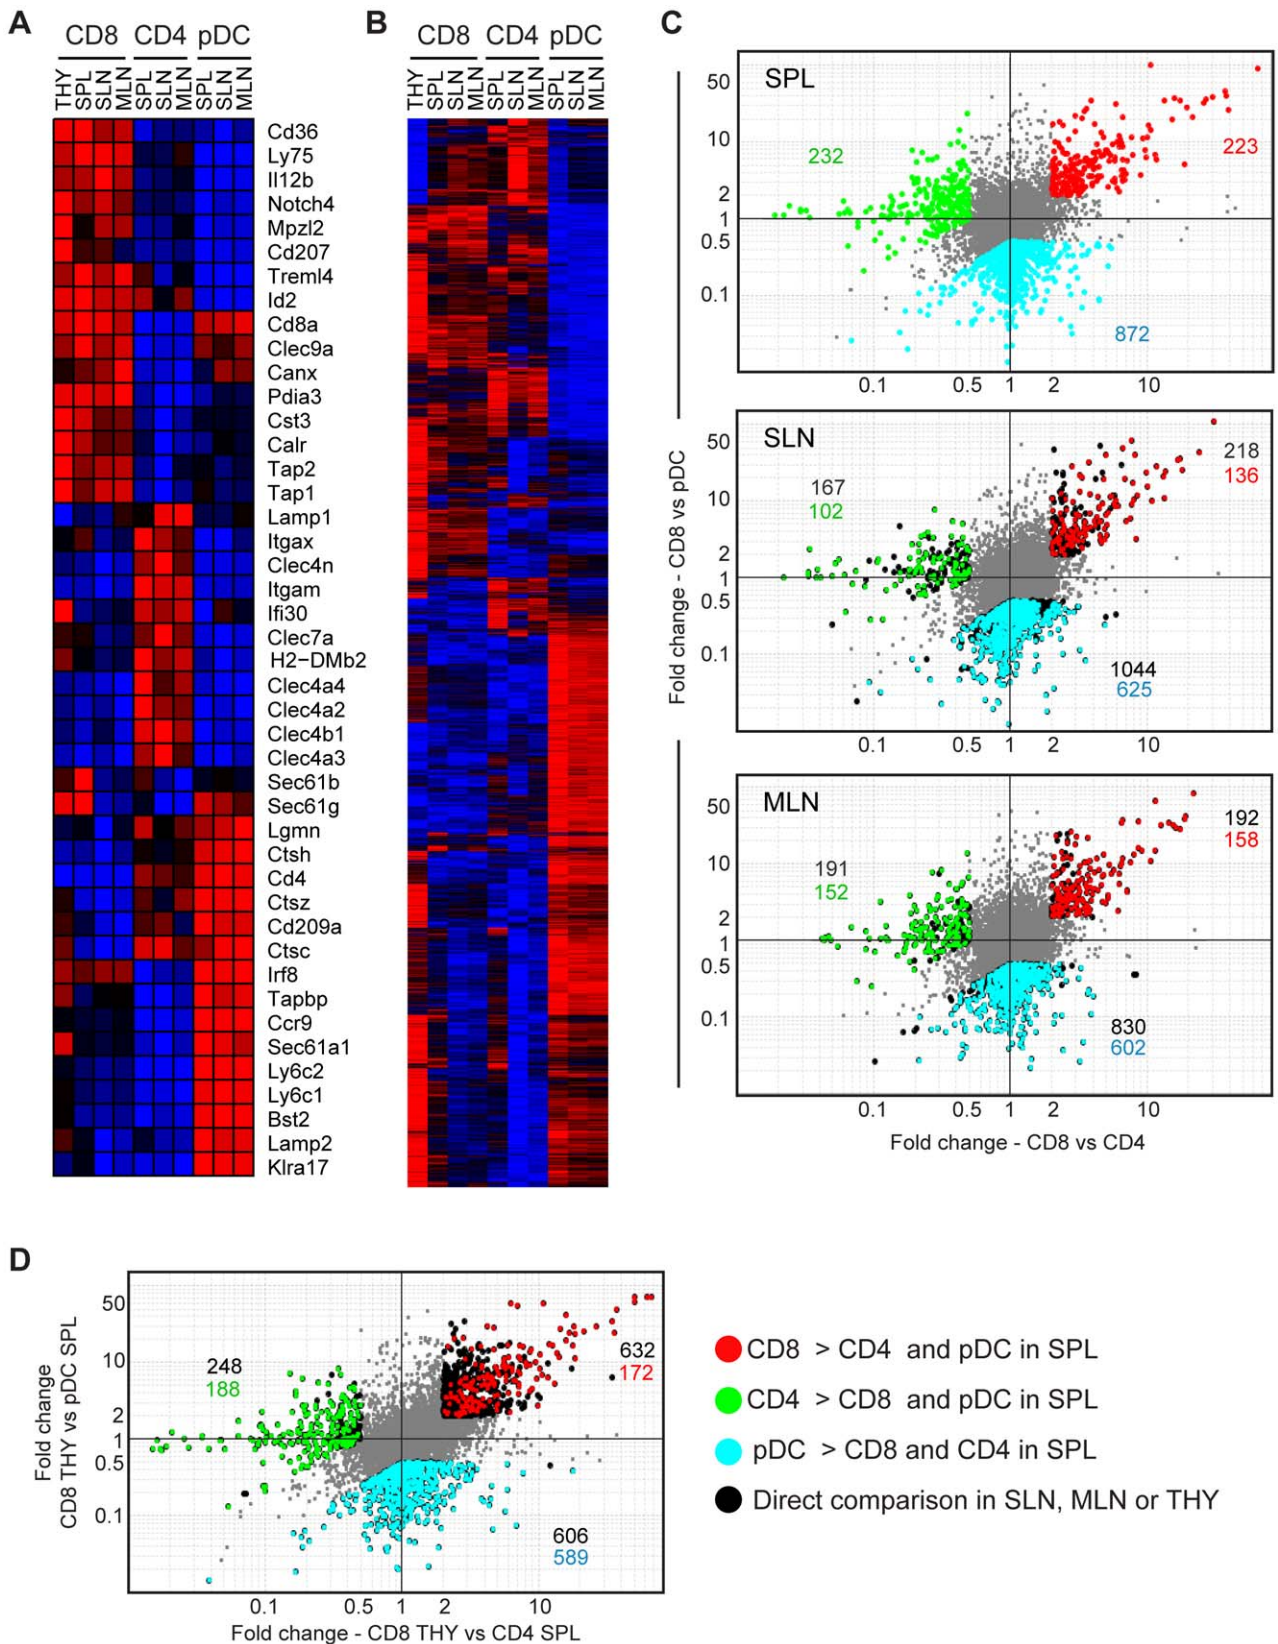 A
CD8 CD4 pDC
THY SPL SLN MLN SPL SLN MLN SPL SLN MLN
Cd36
Ly75
Il12b
Notch4
Mpzl2
Cd207
Treml4
Id2
Cd8a
Clec9a
Canx
Pdia3
Cst3
Calr
Tap2
Tap1
Lamp1
Itgax
Clec4n
Itgam
Ifi30
Clec7a
H2−DMb2
Clec4a4
Clec4a2
Clec4b1
Clec4a3
Sec61b
Sec61g
Lgmn
Ctsh
Cd4
Ctsz
Cd209a
Ctsc
Irf8
Tapbp
Ccr9
Sec61a1
Ly6c2
Ly6c1
Bst2
Lamp2
Klra17
B
CD8 CD4 pDC
THY SPL SLN MLN SPL SLN MLN SPL SLN MLN
C
Fold change - CD8 vs pDC
SPL
50
10
2
1
0.5
0.1
232
223
872
0.1 0.5 1 2 10
SLN
50
10
2
1
0.5
0.1
167
102
218
136
1044
625
0.1 0.5 1 2 10
MLN
50
10
2
1
0.5
0.1
191
152
192
158
830
602
0.1 0.5 1 2 10
Fold change - CD8 vs CD4
D
Fold change
CD8 THY vs pDC SPL
50
10
2
1
0.5
0.1
248
188
632
172
606
589
0.1 0.5 1 2 10
Fold change - CD8 THY vs CD4 SPL
CD8 > CD4 and pDC in SPL
CD4 > CD8 and pDC in SPL
pDC > CD8 and CD4 in SPL
Direct comparison in SLN, MLN or THY